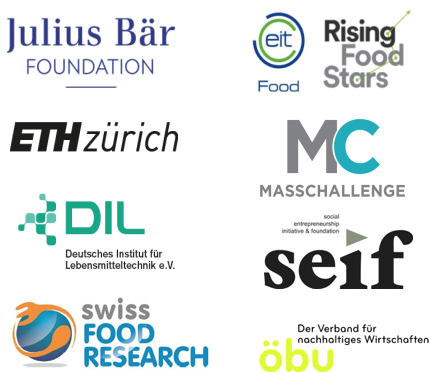 Julius Bär
FOUNDATION
eit
Food
Rising
Food
Stars
ETH zürich
MC
MASSCHALLENGE
DIL
Deutsches Institut für
Lebensmitteltechnik e.V.
social
entrepreneurship
initiative & foundation
seif
swiss
FOOD
RESEARCH
Der Verband für
nachhaltiges Wirtschaften
öbu